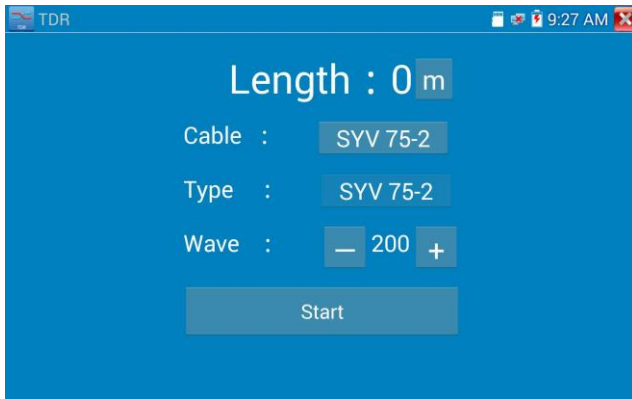 TDR 9:27 AM
Length : 0 m
Cable : SYV 75-2
Type : SYV 75-2
Wave : — 200 +
Start